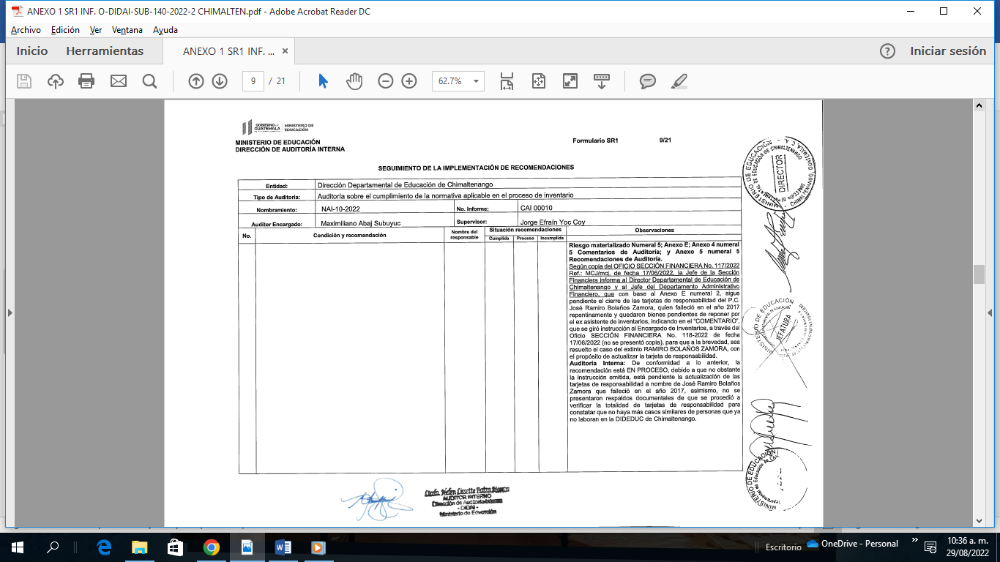 ANEXO 1 SR1 INF. O-DIDAI-SUB-140-2022-2 CHIMALTEN.pdf - Adobe Acrobat Reader DC
Archivo Edición Ver Ventana Ayuda
Inicio Herramientas ANEXO 1 SR1 INF. ... × Iniciar sesión
9 / 21 62.7%
GOBIERNO de GUATEMALA MINISTERIO DE EDUCACIÓN
MINISTERIO DE EDUCACIÓN
DIRECCIÓN DE AUDITORÍA INTERNA
Formulario SR1 9/21
SEGUIMIENTO DE LA IMPLEMENTACIÓN DE RECOMENDACIONES
Entidad: Dirección Departamental de Educación de Chimaltenango
Tipo de Auditoria: Auditoría sobre el cumplimiento de la normativa aplicable en el proceso de inventario
Nombramiento: NAI-10-2022 No. Informe: CAI 00010
Auditor Encargado: Maximiliano Abaj Subuyuc Supervisor: Jorge Efraín Yoc Coy
No. Condición y recomendación Nombre del responsable Situación recomendaciones Observaciones
Cumplida Proceso Incumplida
Riesgo materializado Numeral 5; Anexo E; Anexo 4 numeral
5 Comentarios de Auditoría; y Anexo 5 numeral 5
Recomendaciones de Auditoría.
Según copia del OFICIO SECCIÓN FINANCIERA No. 117/2022
Ref.: MCJ/mcj, de fecha 17/06/2022, la Jefe de la Sección
Financiera informa al Director Departamental de Educación de
Chimaltenango y al Jefe del Departamento Administrativo
Financiero, que con base al Anexo E numeral 2, sigue
pendiente el cierre de las tarjetas de responsabilidad del P.C.
José Ramiro Bolaños Zamora, quien falleció en el año 2017
repentinamente y quedaron bienes pendientes de reponer por
el ex asistente de inventarios, indicando en el "COMENTARIO",
que se giró instrucción al Encargado de Inventarios, a través del
Oficio SECCIÓN FINANCIERA No. 118-2022 de fecha
17/06/2022 (no se presentó copia), para que a la brevedad, sea
resuelto el caso del extinto RAMIRO BOLAÑOS ZAMORA, con
el propósito de actualizar la tarjeta de responsabilidad.
Auditoría Interna: De conformidad a lo anterior, la
recomendación está EN PROCESO, debido a que no obstante
la instrucción emitida, está pendiente la actualización de las
tarjetas de responsabilidad a nombre de José Ramiro Bolaños
Zamora que falleció en el año 2017, asimismo, no se
presentaron respaldos documentales de que se procedió a
verificar la totalidad de tarjetas de responsabilidad para
constatar que no haya más casos similares de personas que ya
no laboran en la DIDEDUC de Chimaltenango.
MINISTERIO DE EDUCACIÓN
DIRECTOR
MINISTERIO DE EDUCACIÓN
JEFATURA
MINISTERIO DE EDUCACIÓN
Lissette
AUDITOR INTERNO
Dirección de Auditoría Interna
- DIDAI -
Ministerio de Educación
Escritorio OneDrive - Personal
10:36 a. m.
29/08/2022